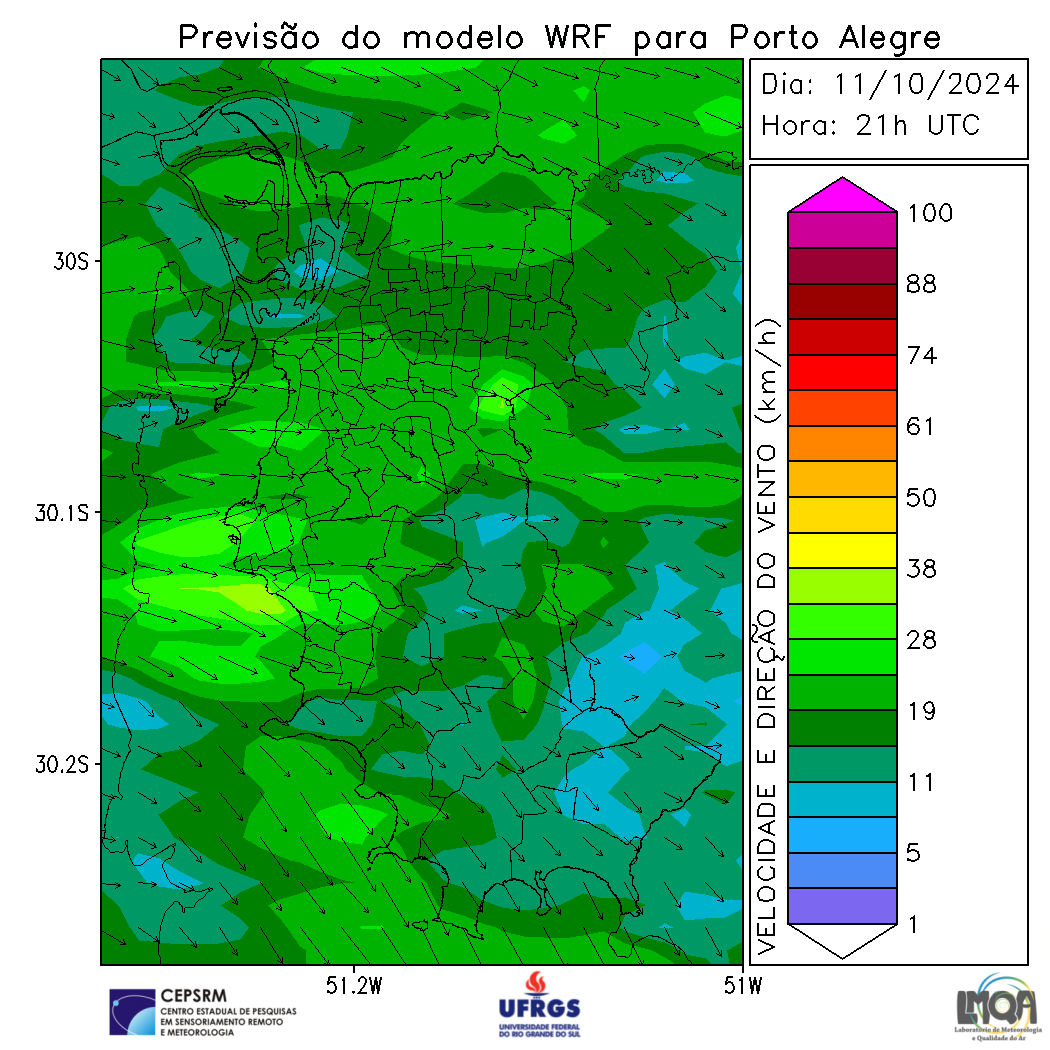 Previsão do modelo WRF para Porto Alegre
Dia: 11/10/2024
Hora: 21h UTC
30S
30.1S
30.2S
51.2W
51W
VELOCIDADE E DIREÇÃO DO VENTO (km/h)
100
88
74
61
50
38
28
19
11
5
1
CEPSRM
CENTRO ESTADUAL DE PESQUISAS
EM SENSORIAMENTO REMOTO
E METEOROLOGIA
UFRGS
UNIVERSIDADE FEDERAL
DO RIO GRANDE DO SUL
LMQA
Laboratório de Meteorologia
e Qualidade do Ar